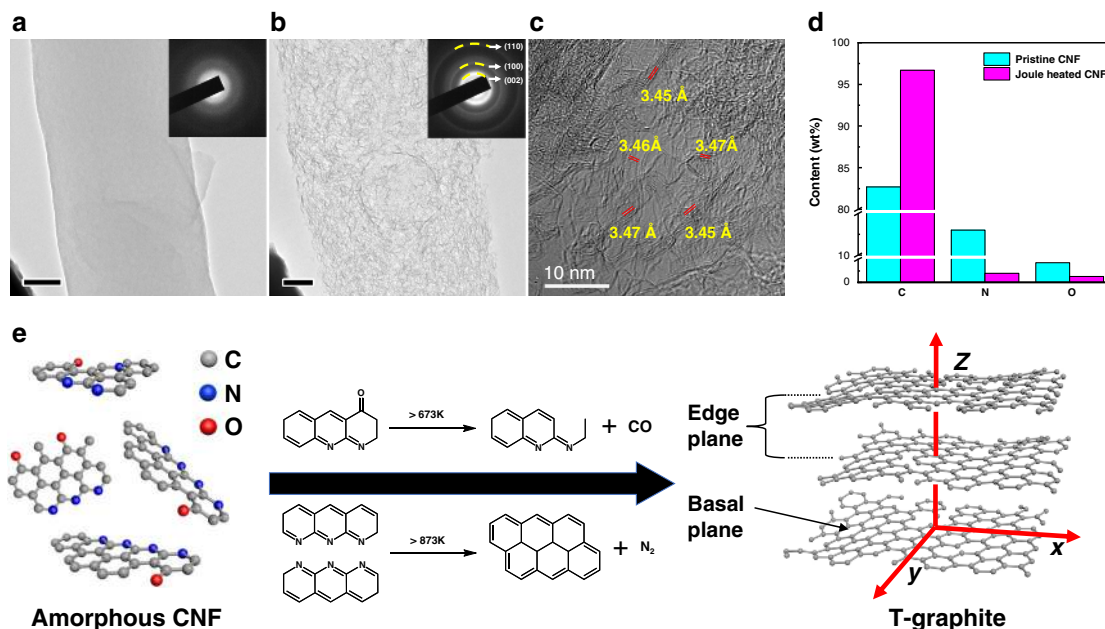 a
b
c
d
(110)
(100)
(002)
3.45 Å
3.46Å
3.47Å
3.47 Å
3.45 Å
10 nm
Content (wt%)
100
95
90
85
80
10
0
Pristine CNF
Joule heated CNF
C
N
O
e
C
N
O
Amorphous CNF
O
N
N
> 673K
N
N
+ CO
N
N
N
N
N
N
> 873K
+ N₂
Edge
plane
Basal
plane
Z
x
y
T-graphite